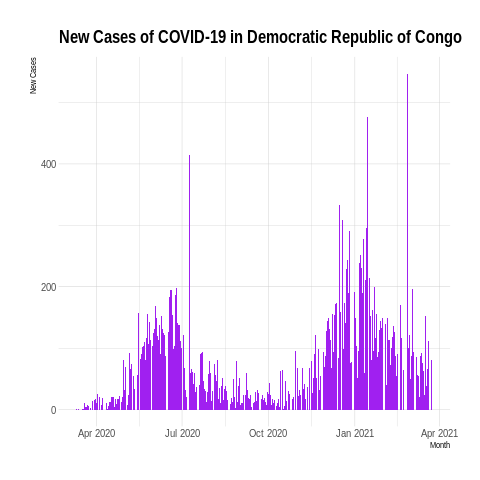 New Cases of COVID-19 in Democratic Republic of Congo
New Cases
400
200
0
Apr 2020 Jul 2020 Oct 2020 Jan 2021 Apr 2021
Month